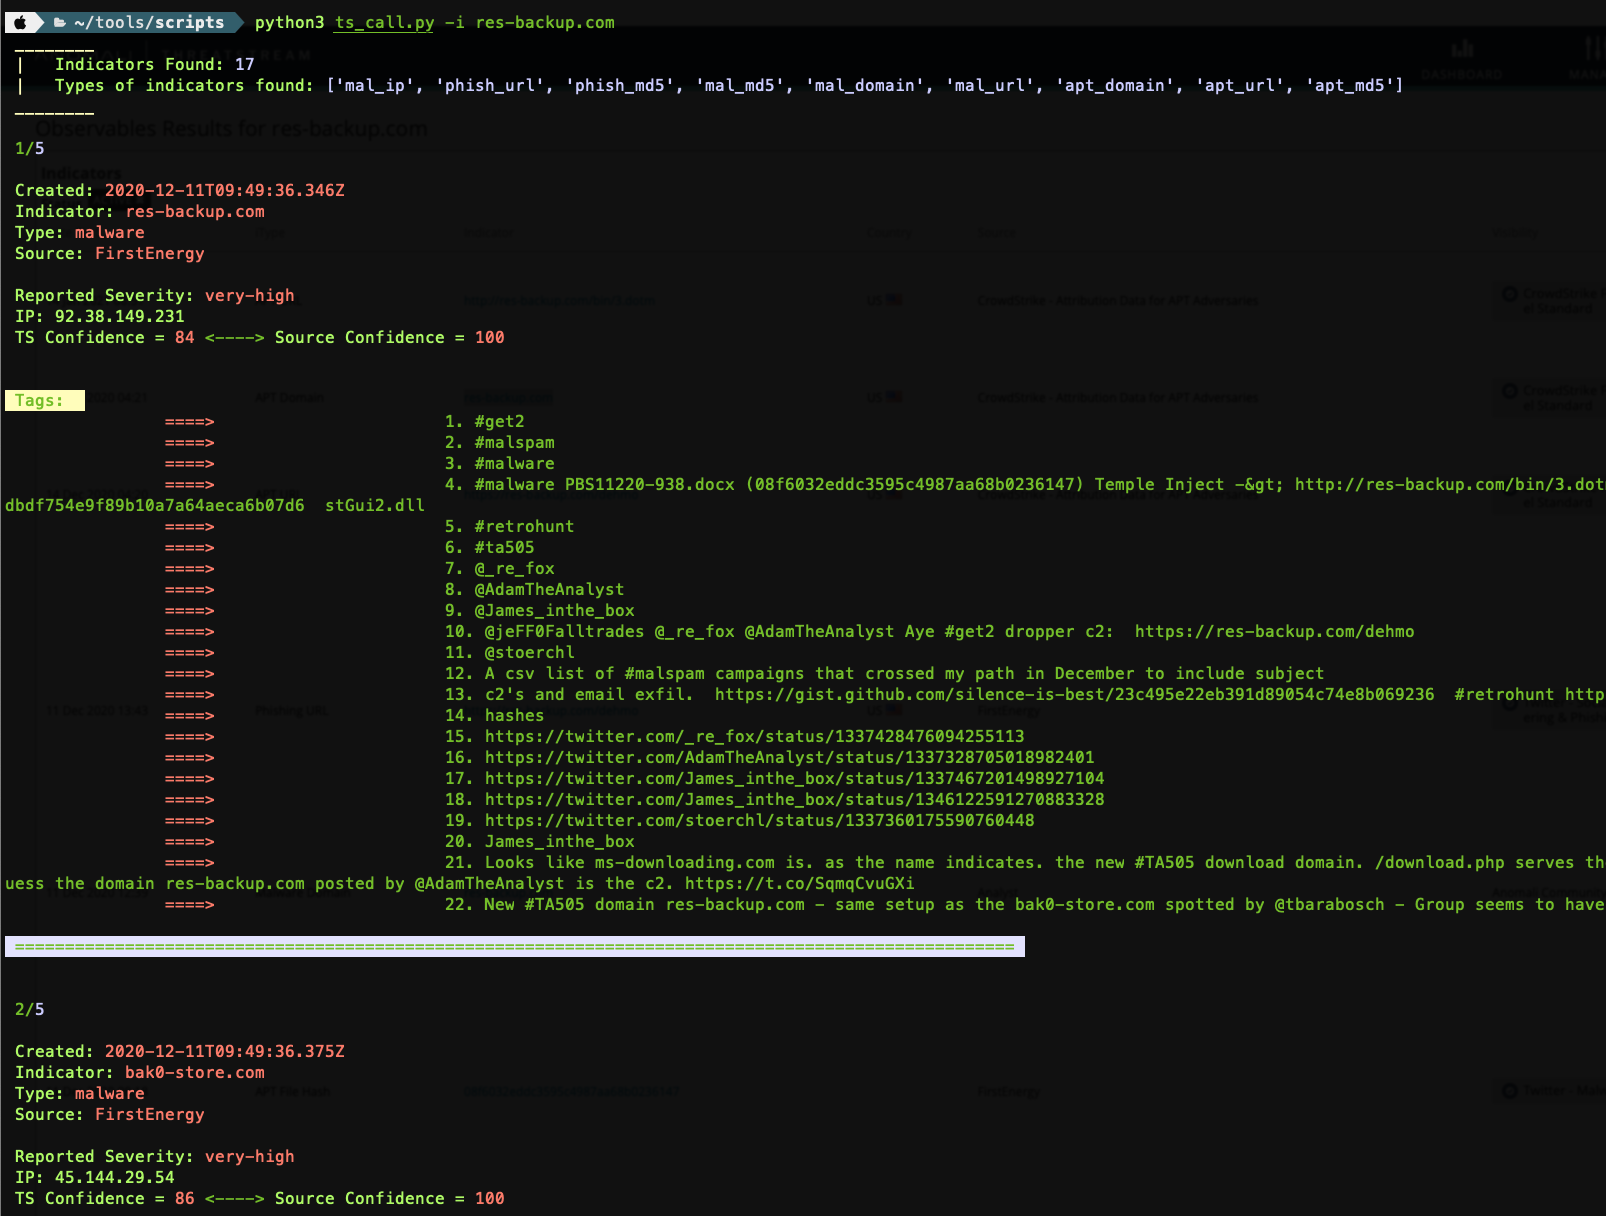 ~/tools/scripts python3 ts_call.py -i res-backup.com
| Indicators Found: 17
| Types of indicators found: ['mal_ip', 'phish_url', 'phish_md5', 'mal_md5', 'mal_domain', 'mal_url', 'apt_domain', 'apt_url', 'apt_md5']
Observables Results for res-backup.com
1/5
Indicators
Created: 2020-12-11T09:49:36.346Z
Indicator: res-backup.com
Type: malware
Source: FirstEnergy
Reported Severity: very-high
IP: 92.38.149.231
TS Confidence = 84 <----> Source Confidence = 100
Tags:
====> 1. #get2
====> 2. #malspam
====> 3. #malware
====> 4. #malware PBS11220-938.docx (08f6032eddc3595c4987aa68b0236147) Temple Inject -&gt; http://res-backup.com/bin/3.dot
dbdf754e9f89b10a7a64aeca6b07d6  stGui2.dll
====> 5. #retrohunt
====> 6. #ta505
====> 7. @_re_fox
====> 8. @AdamTheAnalyst
====> 9. @James_inthe_box
====> 10. @jeFF0Falltrades @_re_fox @AdamTheAnalyst Aye #get2 dropper c2:  https://res-backup.com/dehmo
====> 11. @stoerchl
====> 12. A csv list of #malspam campaigns that crossed my path in December to include subject
====> 13. c2's and email exfil.  https://gist.github.com/silence-is-best/23c495e22eb391d89054c74e8b069236  #retrohunt http
====> 14. hashes
====> 15. https://twitter.com/_re_fox/status/1337428476094255113
====> 16. https://twitter.com/AdamTheAnalyst/status/1337328705018982401
====> 17. https://twitter.com/James_inthe_box/status/1337467201498927104
====> 18. https://twitter.com/James_inthe_box/status/1346122591270883328
====> 19. https://twitter.com/stoerchl/status/1337360175590760448
====> 20. James_inthe_box
====> 21. Looks like ms-downloading.com is. as the name indicates. the new #TA505 download domain. /download.php serves th
uess the domain res-backup.com posted by @AdamTheAnalyst is the c2. https://t.co/SqmqCvuGXi
====> 22. New #TA505 domain res-backup.com - same setup as the bak0-store.com spotted by @tbarabosch - Group seems to have
====================================================================================================
2/5
Created: 2020-12-11T09:49:36.375Z
Indicator: bak0-store.com
Type: malware
Source: FirstEnergy
Reported Severity: very-high
IP: 45.144.29.54
TS Confidence = 86 <----> Source Confidence = 100